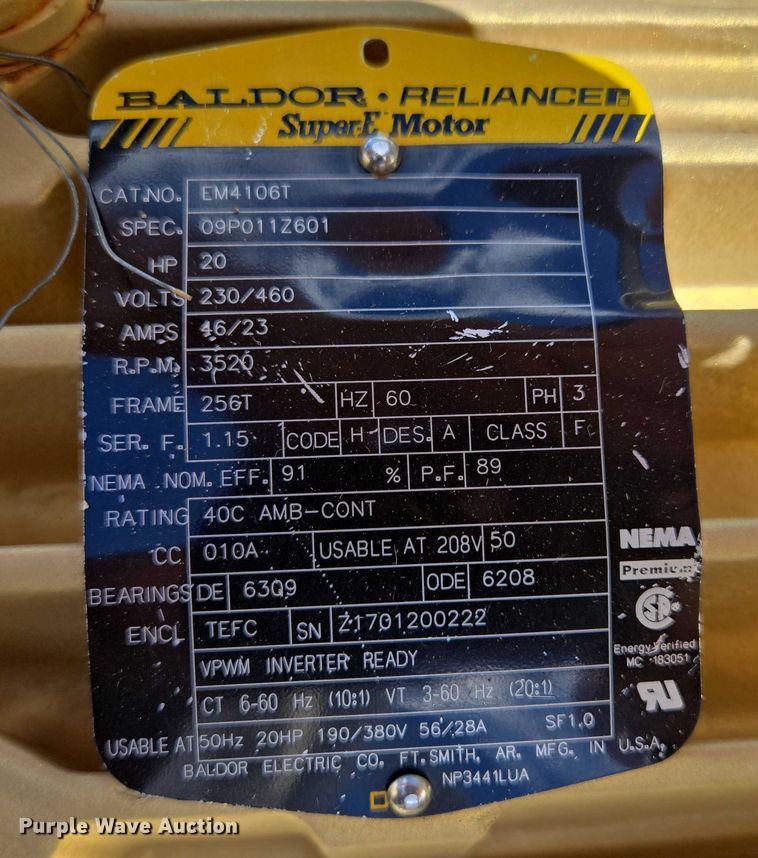 BALDOR • RELIANCE
Super-E Motor
CAT.NO. EM4106T
SPEC. 09P011Z601
HP 20
VOLTS 230/460
AMPS 46/23
R.P.M. 3520
FRAME 256T HZ 60 PH 3
SER. F. 1.15 CODE H DES. A CLASS F
NEMA NOM. EFF. 91 % P.F. 89
RATING 40C AMB-CONT
CC 010A USABLE AT 208V 50
BEARINGS DE 6309 ODE 6208
ENCL TEFC SN Z1701200222
VPWM INVERTER READY
CT 6-60 Hz (10:1) VT 3-60 Hz (20:1)
USABLE AT 50Hz 20HP 190/380V 56/28A SF1.0
BALDOR ELECTRIC CO. FT.SMITH, AR. MFG. IN U.S.A.
NP3441LUA
NEMA
Premium
Energy Verified
MC 183051
Purple Wave Auction